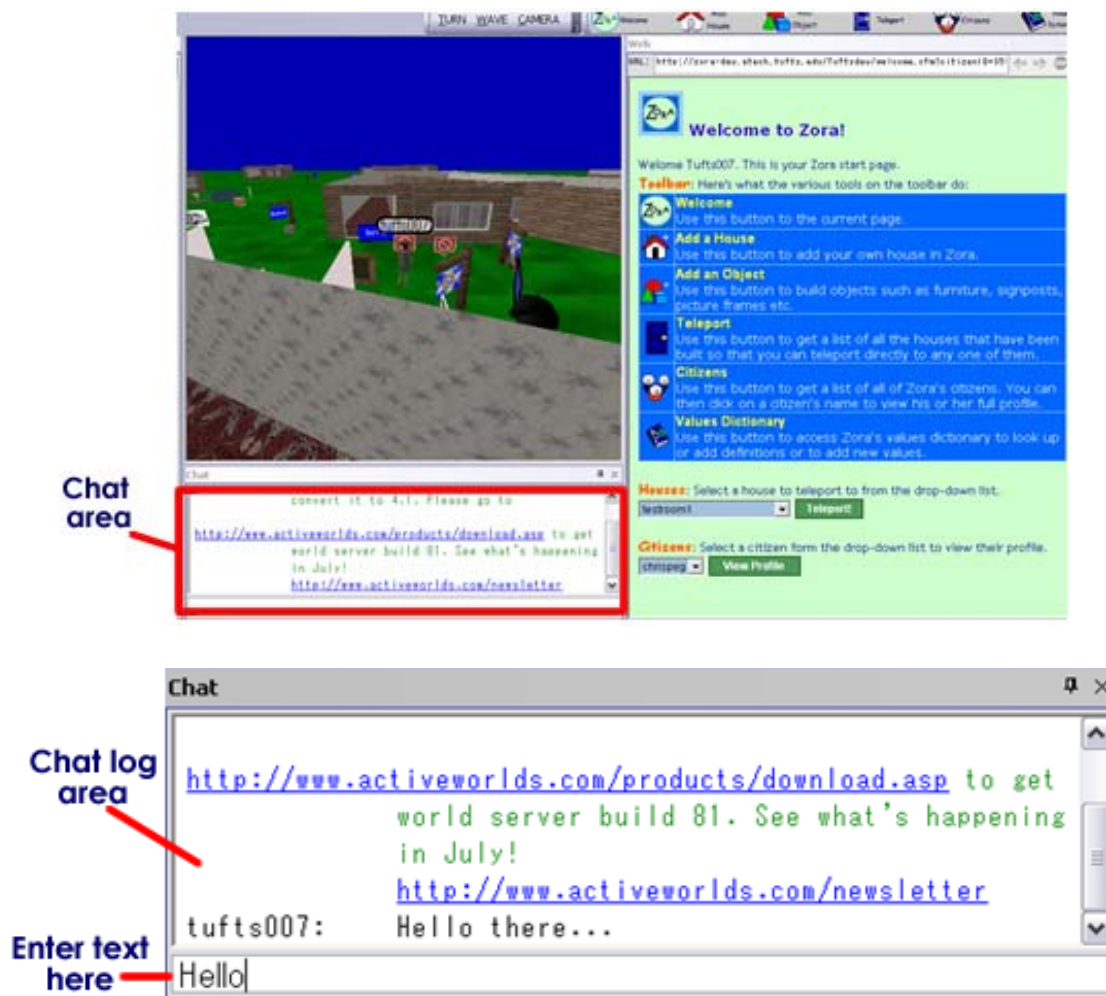 TURN WAVE CAMERA Welcome House Object Teleport Citizens
Web
URL:
ZORA
Welcome to Zora!
Welome Tufts007. This is your Zora start page.
Toolbar: Here's what the various tools on the toolbar do:
Welcome
Use this button to the current page.
Add a House
Use this button to add your own house in Zora.
Add an Object
Use this button to build objects such as furniture, signposts,
picture frames etc.
Teleport
Use this button to get a list of all the houses that have been
built so that you can teleport directly to any one of them.
Citizens
Use this button to get a list of all of Zora's citizens. You can
then click on a citizen's name to view his or her full profile.
Values Dictionary
Use this button to access Zora's values dictionary to look up
or add definitions or to add new values.
Houses: Select a house to teleport to from the drop-down list.
Teleport!
Citizens: Select a citizen form the drop-down list to view their profile.
chrispeg View Profile
Tufts007
Chat
Chat
area
convert it to 4.1. Please go to
http://www.activeworlds.com/products/download.asp to get
world server build 81. See what's happening
in July!
http://www.activeworlds.com/newsletter
Chat
Chat log
area
http://www.activeworlds.com/products/download.asp to get
world server build 81. See what's happening
in July!
http://www.activeworlds.com/newsletter
tufts007: Hello there...
Enter text
here
Hello